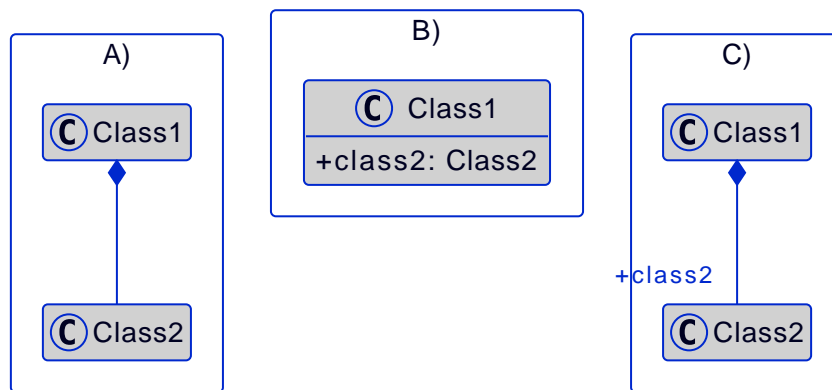 A)
C Class1
C Class2
B)
C Class1
+class2: Class2
C)
C Class1
+class2
C Class2